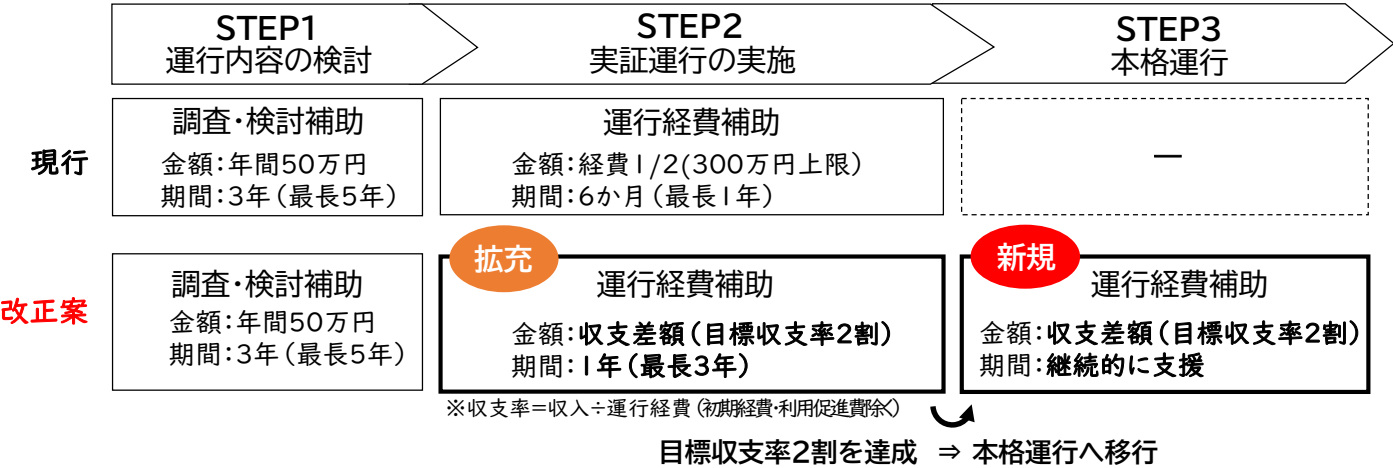 STEP1
運行内容の検討
STEP2
実証運行の実施
STEP3
本格運行
現行
調査・検討補助
金額：年間50万円
期間：3年（最長5年）
運行経費補助
金額：経費1/2(300万円上限)
期間：6か月（最長1年）
ー
改正案
調査・検討補助
金額：年間50万円
期間：3年（最長5年）
拡充
運行経費補助
金額：収支差額（目標収支率2割）
期間：1年（最長3年）
新規
運行経費補助
金額：収支差額（目標収支率2割）
期間：継続的に支援
※収支率＝収入÷運行経費（初期経費・利用促進費除く）
目標収支率2割を達成 ⇒ 本格運行へ移行